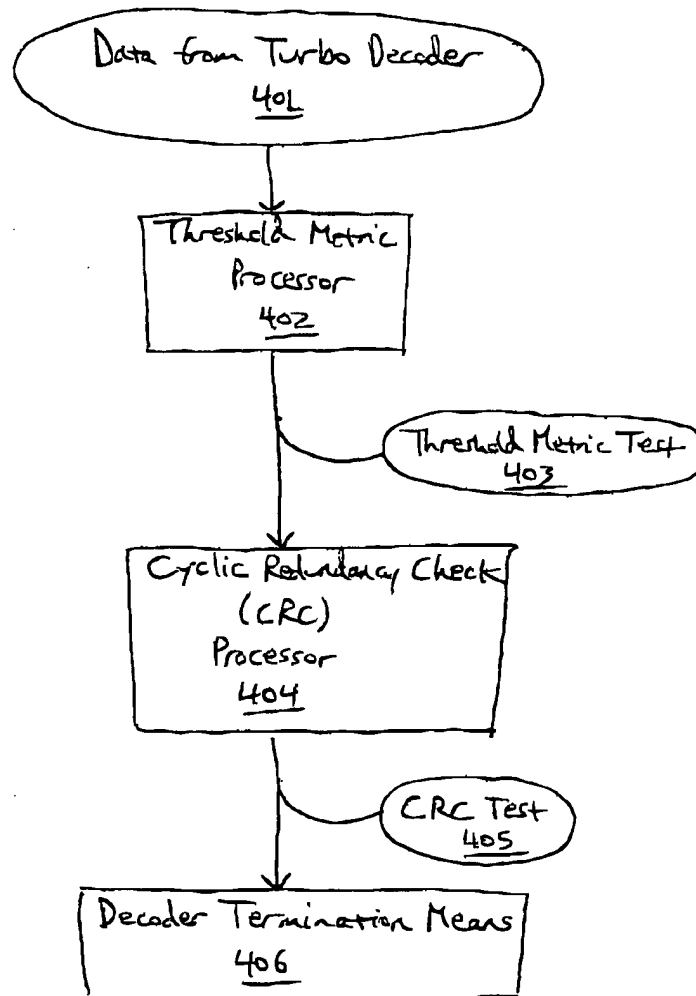 Data from Turbo Decoder
401
Threshold Metric
Processor
402
Threshold Metric Test
403
Cyclic Redundancy Check
(CRC)
Processor
404
CRC Test
405
Decoder Termination Means
406